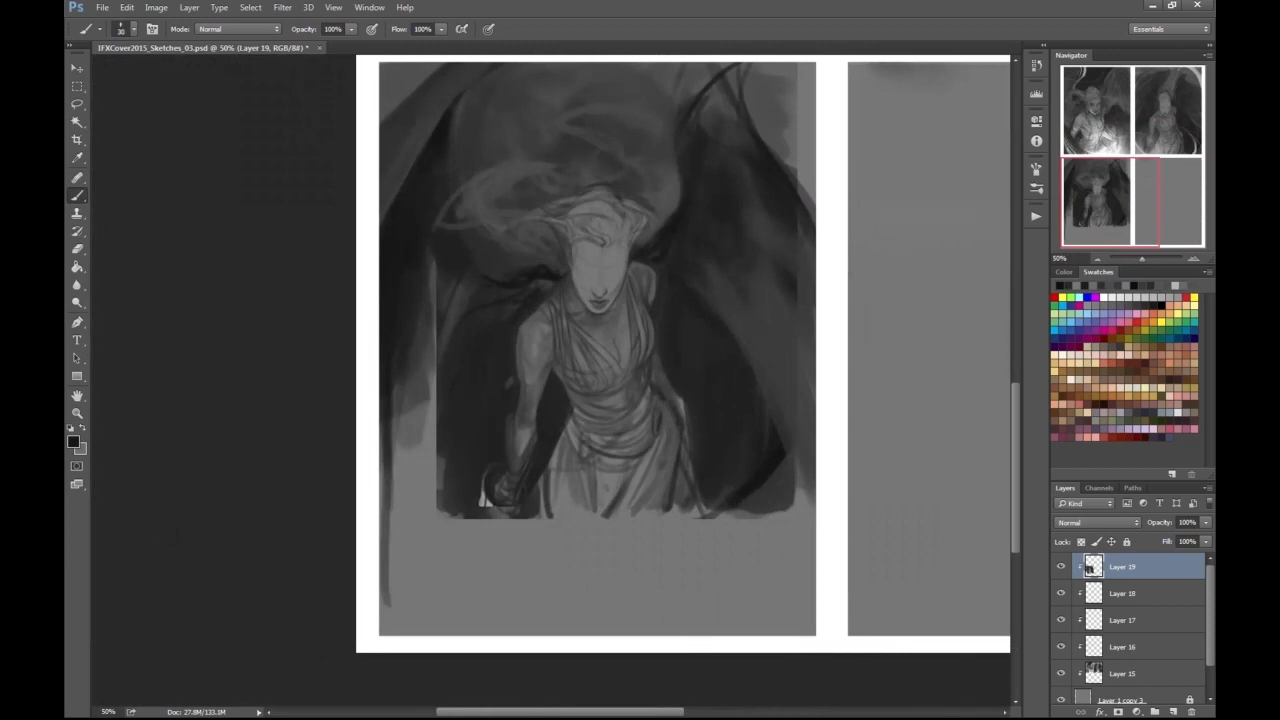 Ps File Edit Image Layer Type Select Filter 3D View Window Help
30 Mode: Normal Opacity: 100% Flow: 100% Essentials
IFXCover2015_Sketches_03.psd @ 50% (Layer 19, RGB/8#) * ×
Navigator
50%
Color Swatches
Layers Channels Paths
Kind
Normal Opacity: 100%
Lock: Fill: 100%
Layer 19
Layer 18
Layer 17
Layer 16
Layer 15
Layer 1 copy 3
50% Doc: 27.8M/133.1M